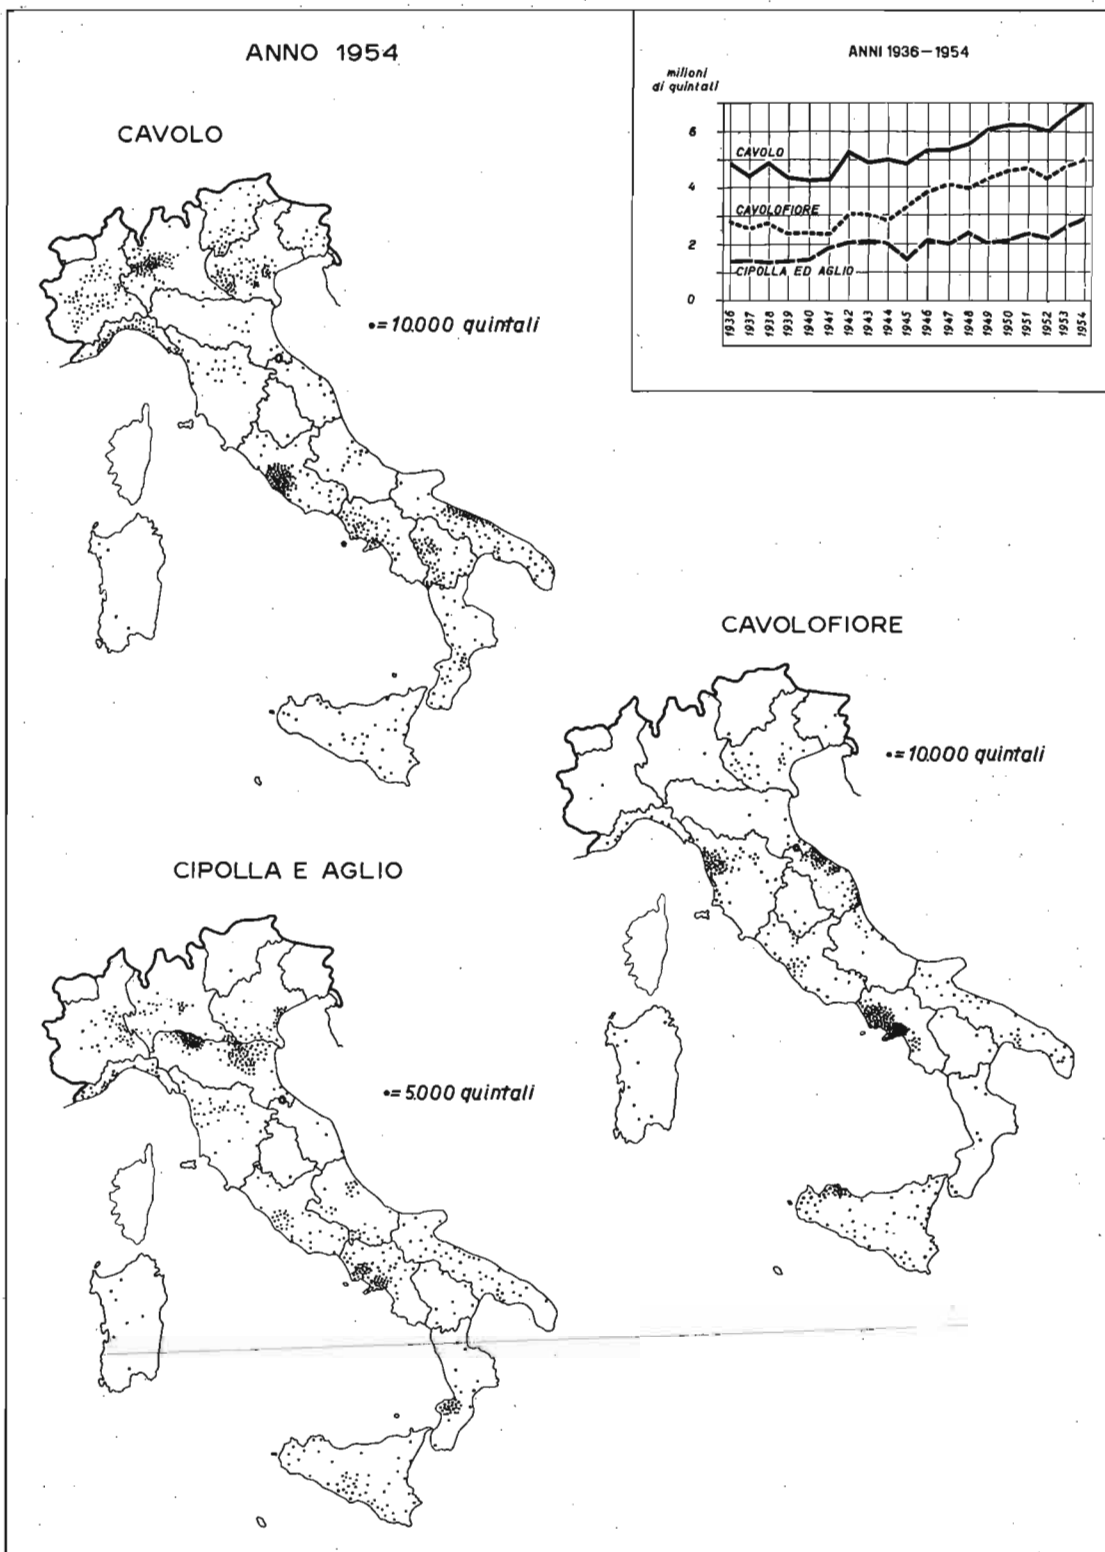 ANNO 1954
CAVOLO
•= 10.000 quintali
ANNI 1936—1954
milioni
di quintali
6
CAVOLO
4
CAVOLOFIORE
2
CIPOLLA ED AGLIO
0
1936
1937
1938
1939
1940
1941
1942
1943
1944
1945
1946
1947
1948
1949
1950
1951
1952
1953
1954
CAVOLOFIORE
•= 10.000 quintali
CIPOLLA E AGLIO
•= 5.000 quintali